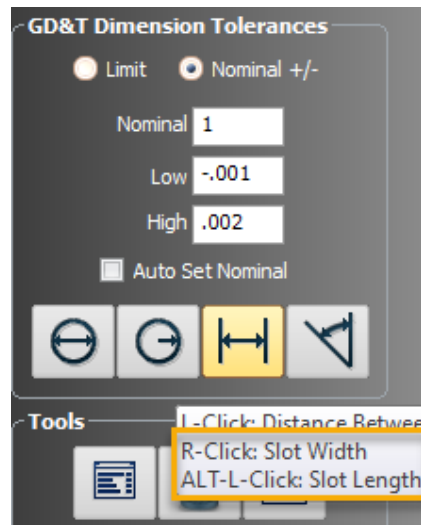 GD&T Dimension Tolerances
Limit Nominal +/-
Nominal 1
Low -.001
High .002
Auto Set Nominal
Tools
L-Click: Distance
R-Click: Slot Width
ALT-L-Click: Slot Length